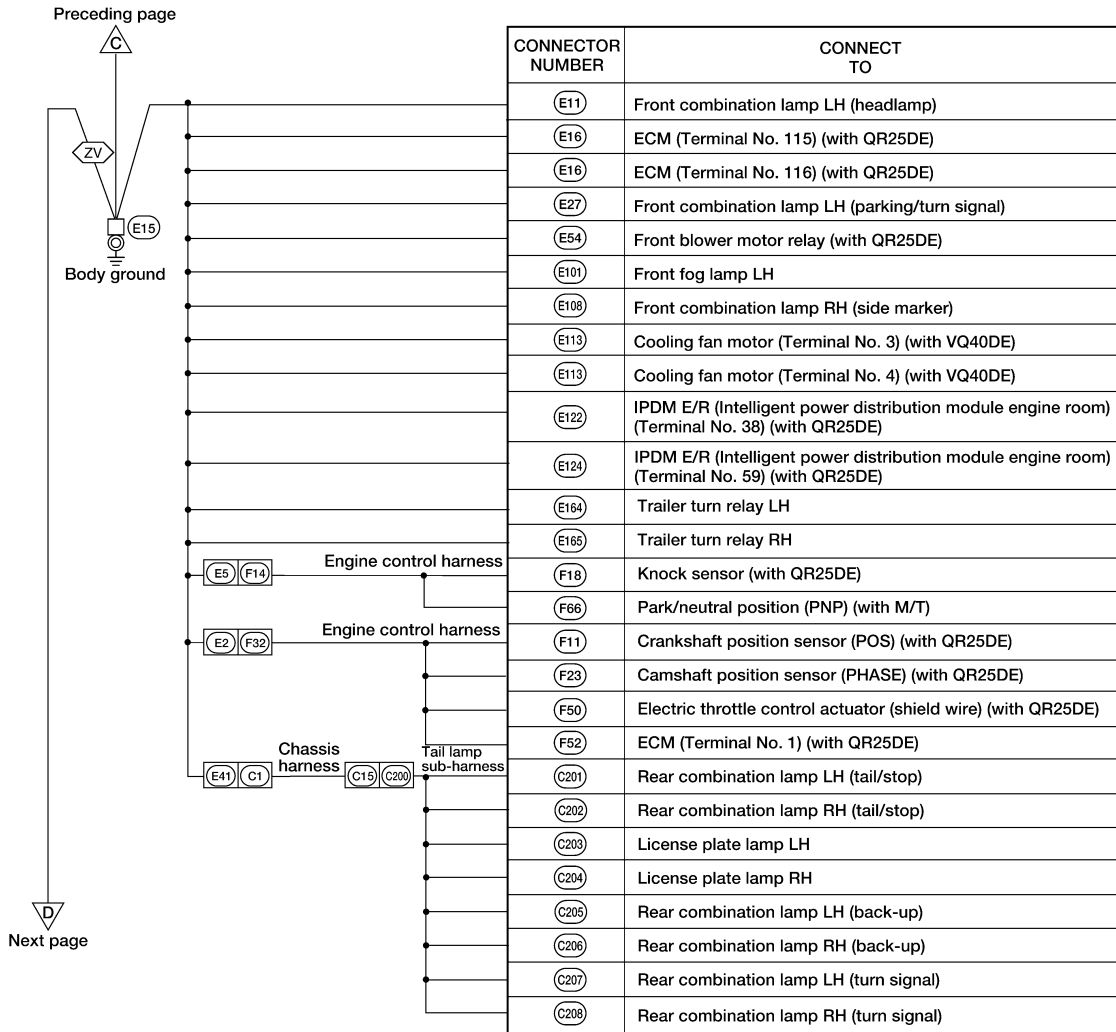 Preceding page
C
ZV
E15
Body ground
D
Next page
CONNECTOR NUMBER
CONNECT TO
E11 Front combination lamp LH (headlamp)
E16 ECM (Terminal No. 115) (with QR25DE)
E16 ECM (Terminal No. 116) (with QR25DE)
E27 Front combination lamp LH (parking/turn signal)
E54 Front blower motor relay (with QR25DE)
E101 Front fog lamp LH
E108 Front combination lamp RH (side marker)
E113 Cooling fan motor (Terminal No. 3) (with VQ40DE)
E113 Cooling fan motor (Terminal No. 4) (with VQ40DE)
E122 IPDM E/R (Intelligent power distribution module engine room)
(Terminal No. 38) (with QR25DE)
E124 IPDM E/R (Intelligent power distribution module engine room)
(Terminal No. 59) (with QR25DE)
E164 Trailer turn relay LH
E165 Trailer turn relay RH
E5 F14 Engine control harness F18 Knock sensor (with QR25DE)
F66 Park/neutral position (PNP) (with M/T)
E2 F32 Engine control harness F11 Crankshaft position sensor (POS) (with QR25DE)
F23 Camshaft position sensor (PHASE) (with QR25DE)
F50 Electric throttle control actuator (shield wire) (with QR25DE)
F52 ECM (Terminal No. 1) (with QR25DE)
E41 C1 Chassis harness C15 C200 Tail lamp sub-harness C201 Rear combination lamp LH (tail/stop)
C202 Rear combination lamp RH (tail/stop)
C203 License plate lamp LH
C204 License plate lamp RH
C205 Rear combination lamp LH (back-up)
C206 Rear combination lamp RH (back-up)
C207 Rear combination lamp LH (turn signal)
C208 Rear combination lamp RH (turn signal)